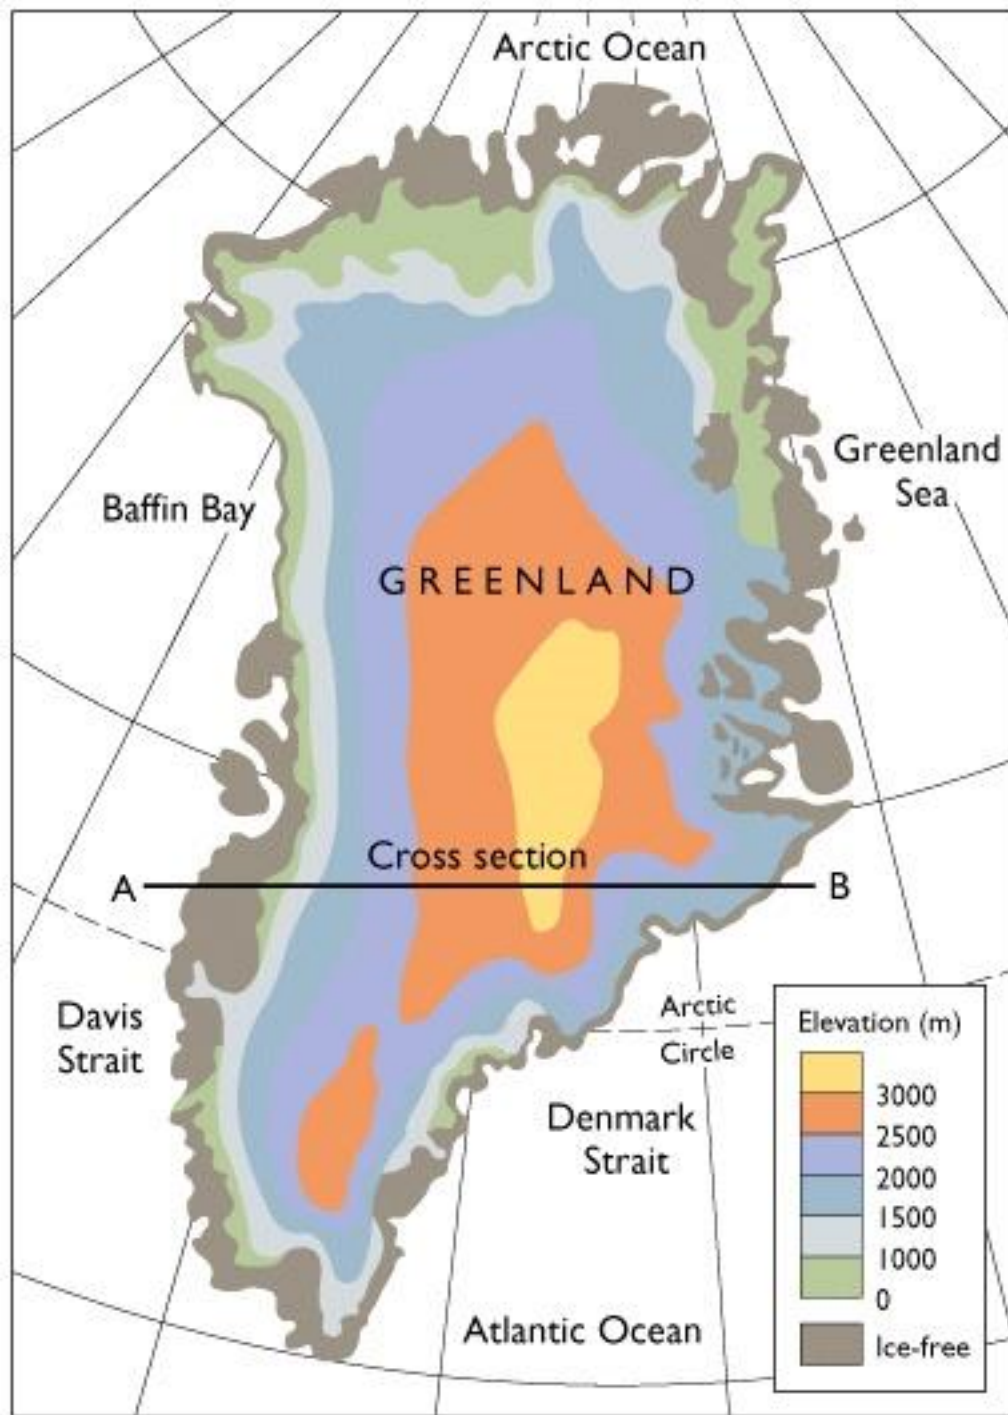 Arctic Ocean
Greenland
Sea
Baffin Bay
GREENLAND
Cross section
A
B
Davis
Strait
Arctic
Circle
Denmark
Strait
Atlantic Ocean
Elevation (m)
3000
2500
2000
1500
1000
0
Ice-free